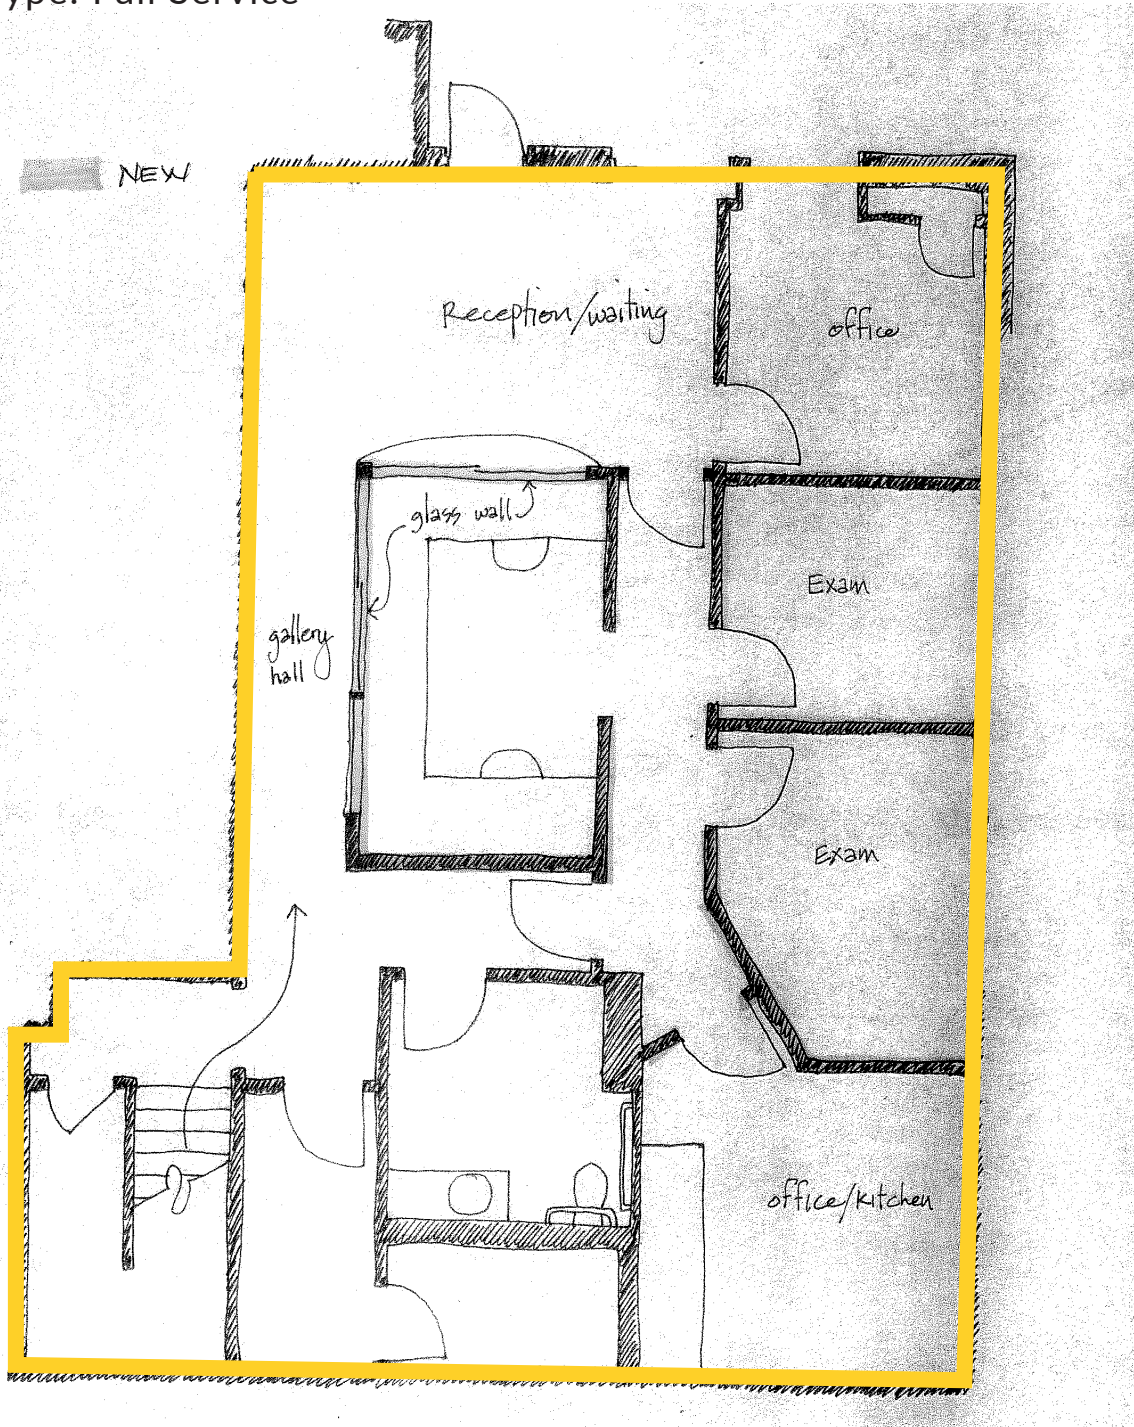 ype: Full Service
NEW
Reception/waiting
office
glass wall
Exam
gallery
hall
Exam
office/kitchen